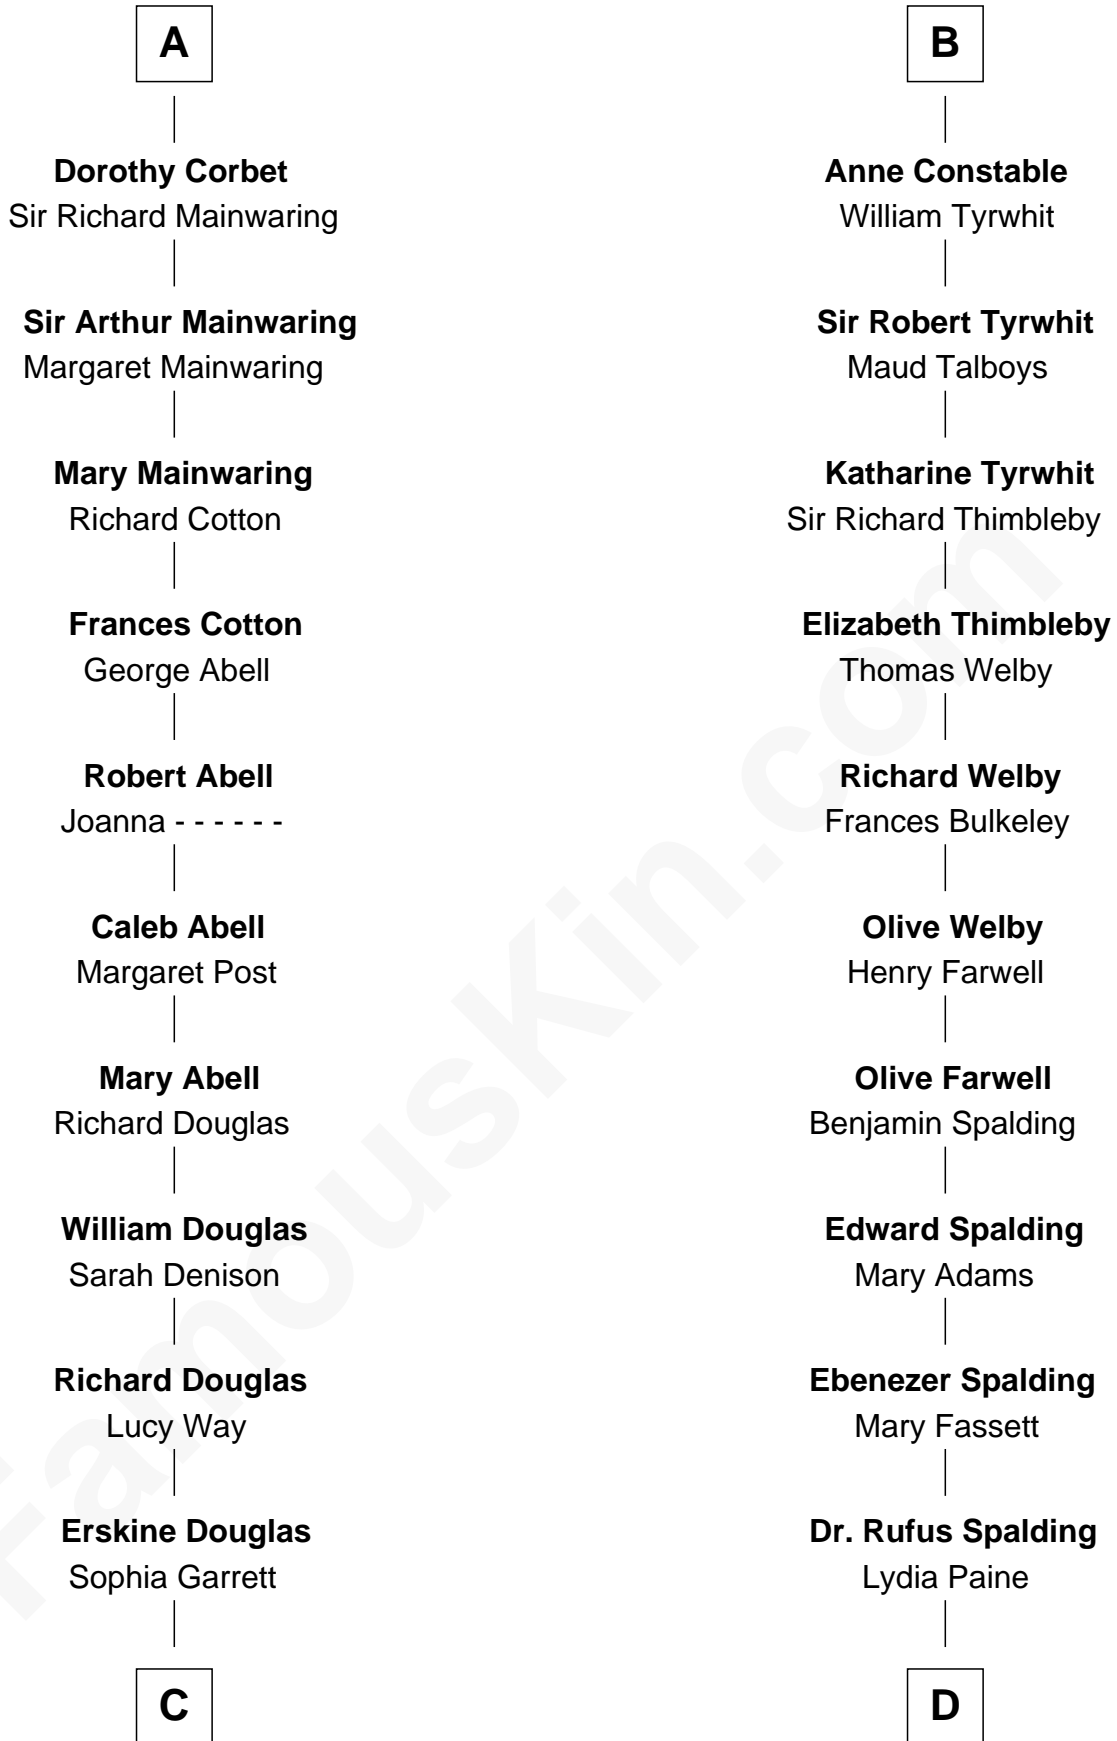 A
Dorothy Corbet
Sir Richard Mainwaring
Sir Arthur Mainwaring
Margaret Mainwaring
Mary Mainwaring
Richard Cotton
Frances Cotton
George Abell
Robert Abell
Joanna - - - - - -
Caleb Abell
Margaret Post
Mary Abell
Richard Douglas
William Douglas
Sarah Denison
Richard Douglas
Lucy Way
Erskine Douglas
Sophia Garrett
C
B
Anne Constable
William Tyrwhit
Sir Robert Tyrwhit
Maud Talboys
Katharine Tyrwhit
Sir Richard Thimbleby
Elizabeth Thimbleby
Thomas Welby
Richard Welby
Frances Bulkeley
Olive Welby
Henry Farwell
Olive Farwell
Benjamin Spalding
Edward Spalding
Mary Adams
Ebenezer Spalding
Mary Fassett
Dr. Rufus Spalding
Lydia Paine
D
FamousKin.com